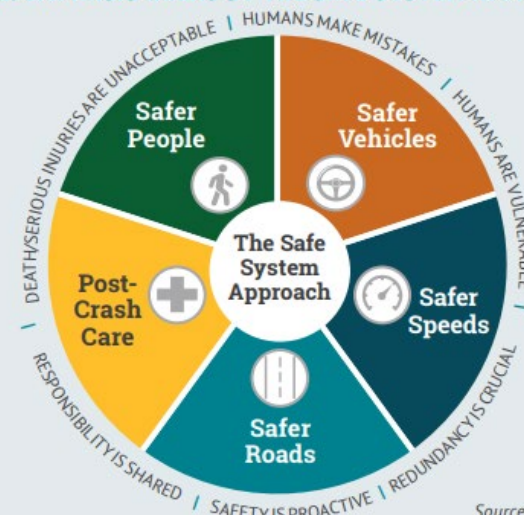 DEATH/SERIOUS INJURIES ARE UNACCEPTABLE | HUMANS MAKE MISTAKES | HUMANS ARE VULNERABLE |
REDUNDANCY IS CRUCIAL | SAFETY IS PROACTIVE | RESPONSIBILITY IS SHARED |
Safer
People
Safer
Vehicles
The Safe
System
Approach
Post-
Crash
Care
Safer
Speeds
Safer
Roads
Source